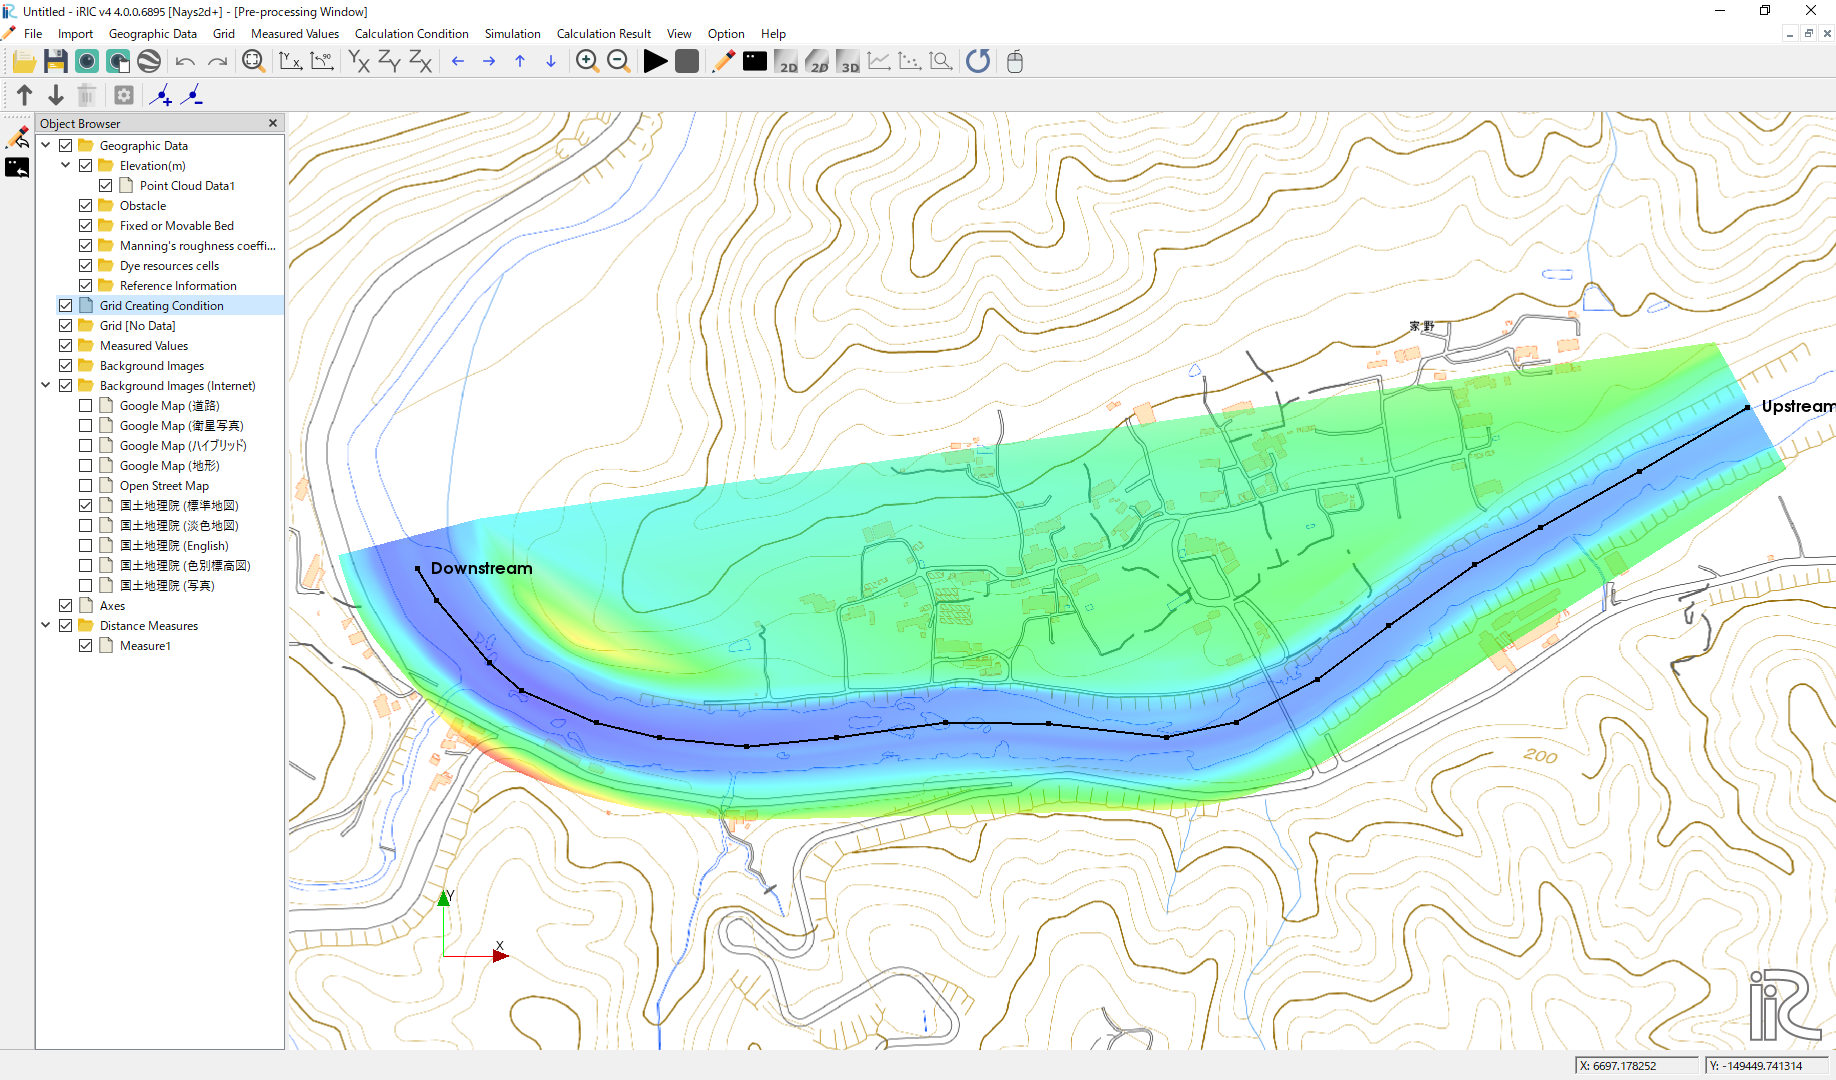 Untitled - iRIC v4 4.0.0.6895 [Nays2d+] - [Pre-processing Window]
File Import Geographic Data Grid Measured Values Calculation Condition Simulation Calculation Result View Option Help
Object Browser
Geographic Data
Elevation(m)
Point Cloud Data1
Obstacle
Fixed or Movable Bed
Manning's roughness coeffi...
Dye resources cells
Reference Information
Grid Creating Condition
Grid [No Data]
Measured Values
Background Images
Background Images (Internet)
Google Map (道路)
Google Map (衛星写真)
Google Map (ハイブリッド)
Google Map (地形)
Open Street Map
国土地理院 (標準地図)
国土地理院 (淡色地図)
国土地理院 (English)
国土地理院 (色別標高図)
国土地理院 (写真)
Axes
Distance Measures
Measure1
家野
Upstream
Downstream
200
Y
X
iRIC
X: 6697.178252
Y: -149449.741314